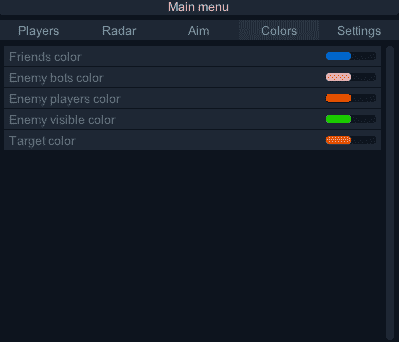 Main menu
Players Radar Aim Colors Settings
Friends color
Enemy bots color
Enemy players color
Enemy visible color
Target color